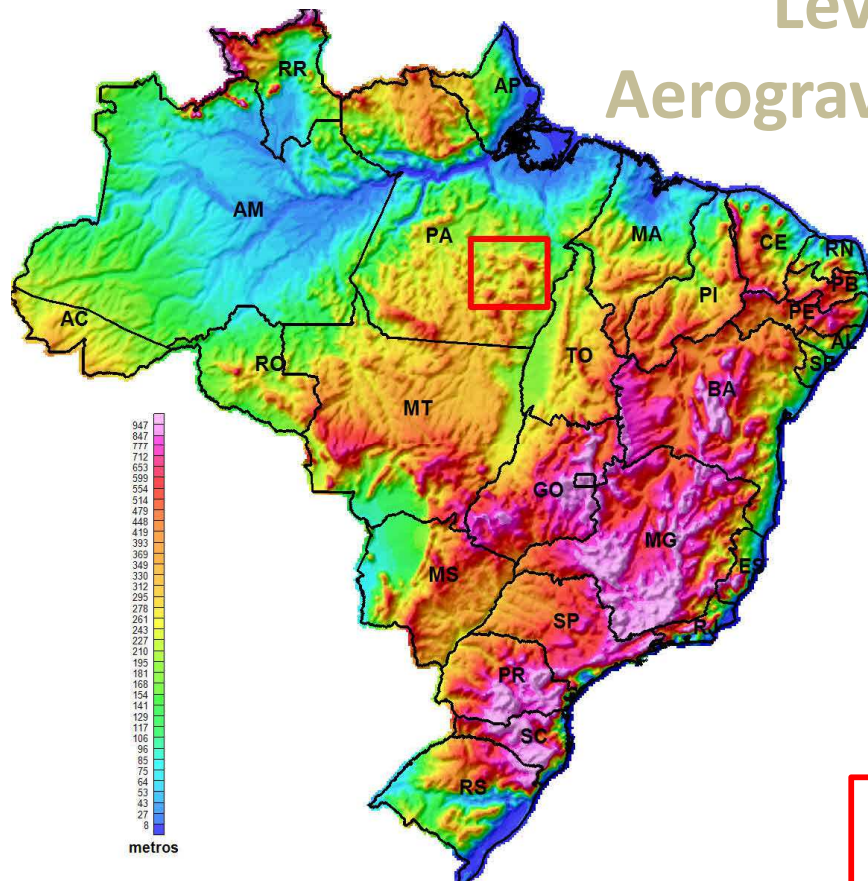 Lev
Aerograv
RR
AP
AM
PA
MA
CE
RN
PB
PI
PE
AL
SE
AC
RO
TO
BA
MT
GO
MG
ES
MS
SP
RJ
PR
SC
RS
947
847
777
712
653
599
554
514
479
448
419
393
369
349
330
312
295
278
261
243
227
210
195
181
168
154
141
129
117
106
96
85
75
64
53
43
27
8
metros